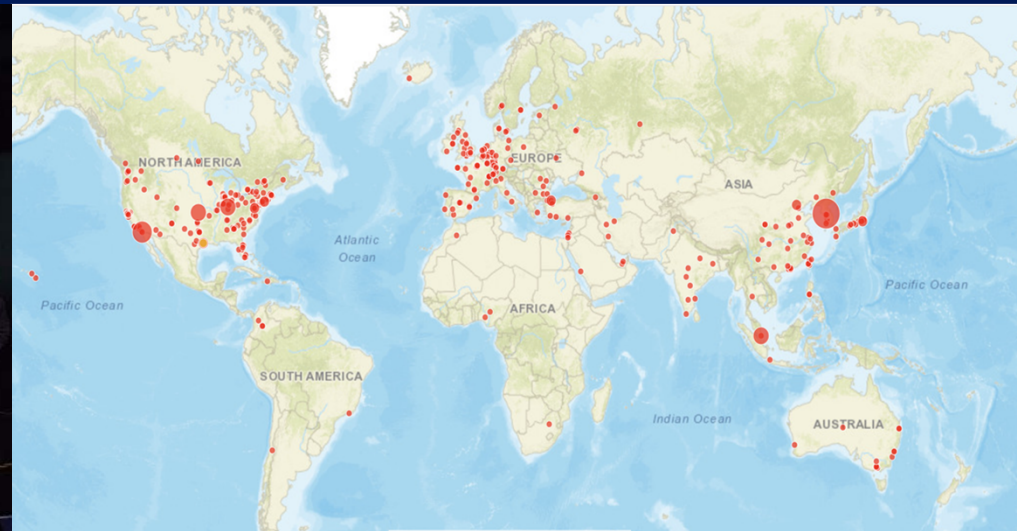 NORTH AMERICA
EUROPE
ASIA
Atlantic
Ocean
Pacific Ocean
Pacific Ocean
AFRICA
SOUTH AMERICA
Indian Ocean
AUSTRALIA